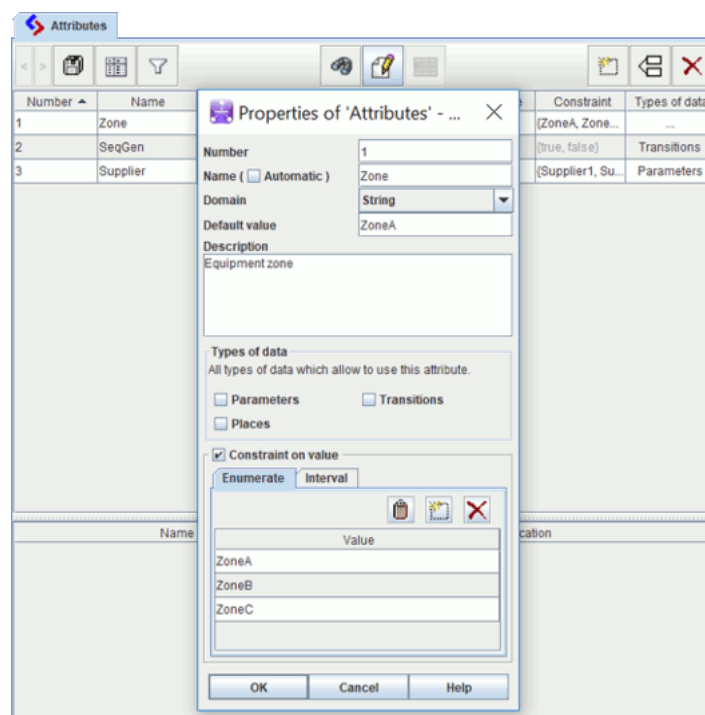 Attributes
Number Name Constraint Types of data
1 Zone {ZoneA, Zone... ...
2 SeqGen {true, false} Transitions
3 Supplier {Supplier1, Su... Parameters
Properties of 'Attributes' - ...
Number 1
Name ( Automatic ) Zone
Domain String
Default value ZoneA
Description
Equipment zone
Types of data
All types of data which allow to use this attribute.
Parameters Transitions
Places
Constraint on value
Enumerate Interval
Value
ZoneA
ZoneB
ZoneC
OK Cancel Help
Name